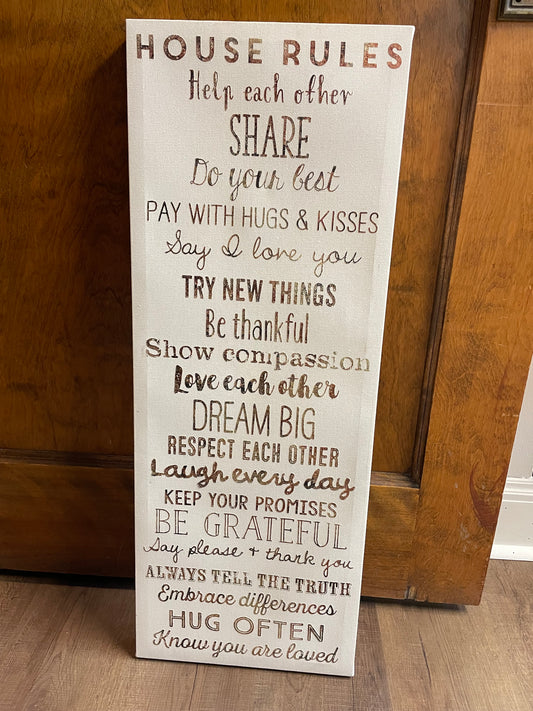 HOUSE RULES
Help each other
SHARE
Do your best
PAY WITH HUGS & KISSES
Say I love you
TRY NEW THINGS
Be thankful
Show compassion
Love each other
DREAM BIG
RESPECT EACH OTHER
Laugh every day
KEEP YOUR PROMISES
BE GRATEFUL
Say please + thank you
ALWAYS TELL THE TRUTH
Embrace differences
HUG OFTEN
Know you are loved